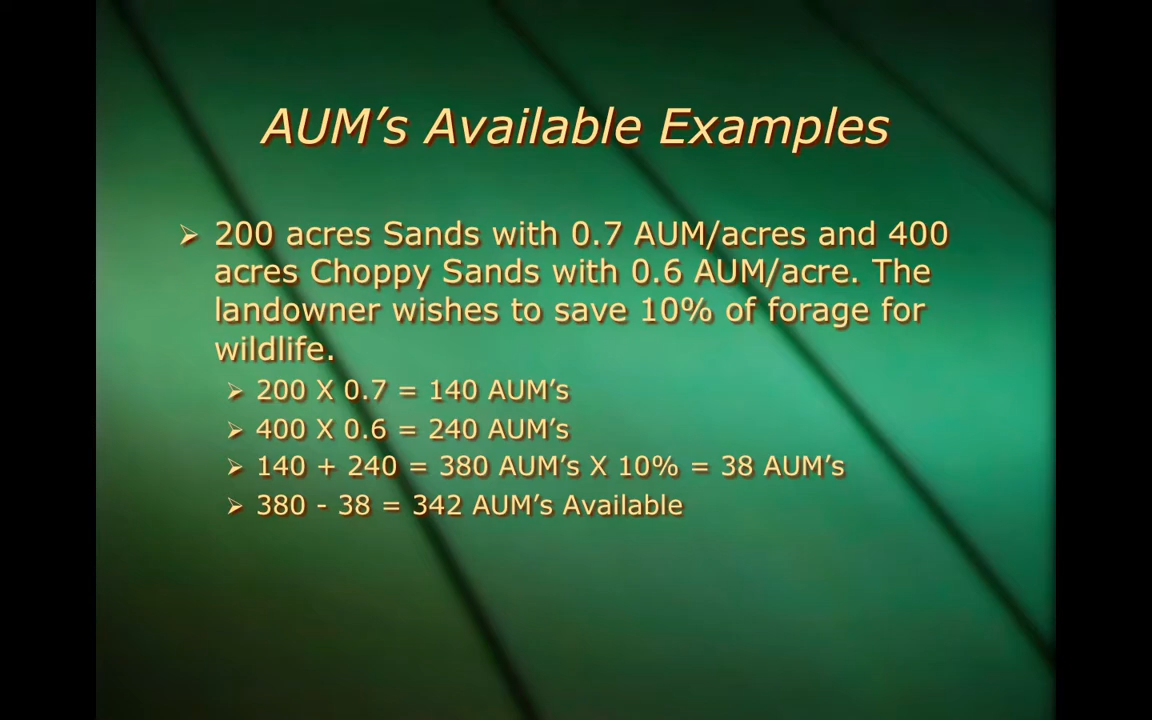 AUM’s Available Examples
➢ 200 acres Sands with 0.7 AUM/acres and 400
acres Choppy Sands with 0.6 AUM/acre. The
landowner wishes to save 10% of forage for
wildlife.
➢ 200 X 0.7 = 140 AUM’s
➢ 400 X 0.6 = 240 AUM’s
➢ 140 + 240 = 380 AUM’s X 10% = 38 AUM’s
➢ 380 - 38 = 342 AUM’s Available